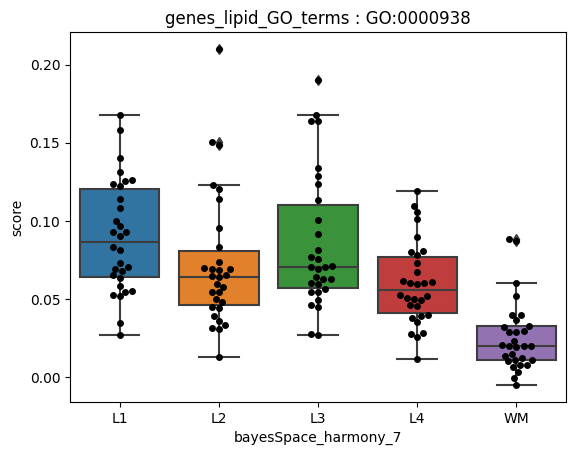 genes_lipid_GO_terms : GO:0000938
score
0.20
0.15
0.10
0.05
0.00
L1 L2 L3 L4 WM
bayesSpace_harmony_7